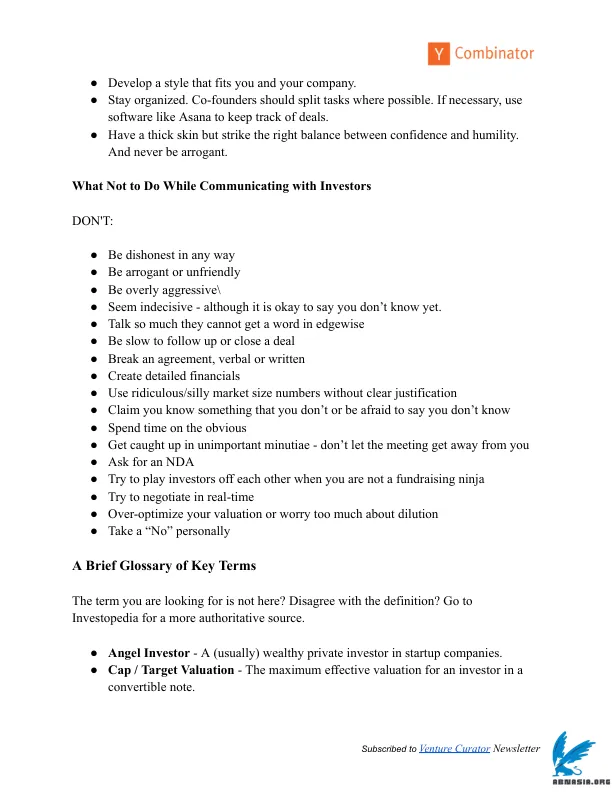 Y Combinator
● Develop a style that fits you and your company.
● Stay organized. Co-founders should split tasks where possible. If necessary, use
software like Asana to keep track of deals.
● Have a thick skin but strike the right balance between confidence and humility.
And never be arrogant.
What Not to Do While Communicating with Investors
DON'T:
● Be dishonest in any way
● Be arrogant or unfriendly
● Be overly aggressive\
● Seem indecisive - although it is okay to say you don’t know yet.
● Talk so much they cannot get a word in edgewise
● Be slow to follow up or close a deal
● Break an agreement, verbal or written
● Create detailed financials
● Use ridiculous/silly market size numbers without clear justification
● Claim you know something that you don’t or be afraid to say you don’t know
● Spend time on the obvious
● Get caught up in unimportant minutiae - don’t let the meeting get away from you
● Ask for an NDA
● Try to play investors off each other when you are not a fundraising ninja
● Try to negotiate in real-time
● Over-optimize your valuation or worry too much about dilution
● Take a “No” personally
A Brief Glossary of Key Terms
The term you are looking for is not here? Disagree with the definition? Go to
Investopedia for a more authoritative source.
● Angel Investor - A (usually) wealthy private investor in startup companies.
● Cap / Target Valuation - The maximum effective valuation for an investor in a
convertible note.
Subscribed to Venture Curator Newsletter
ABNASIA.ORG